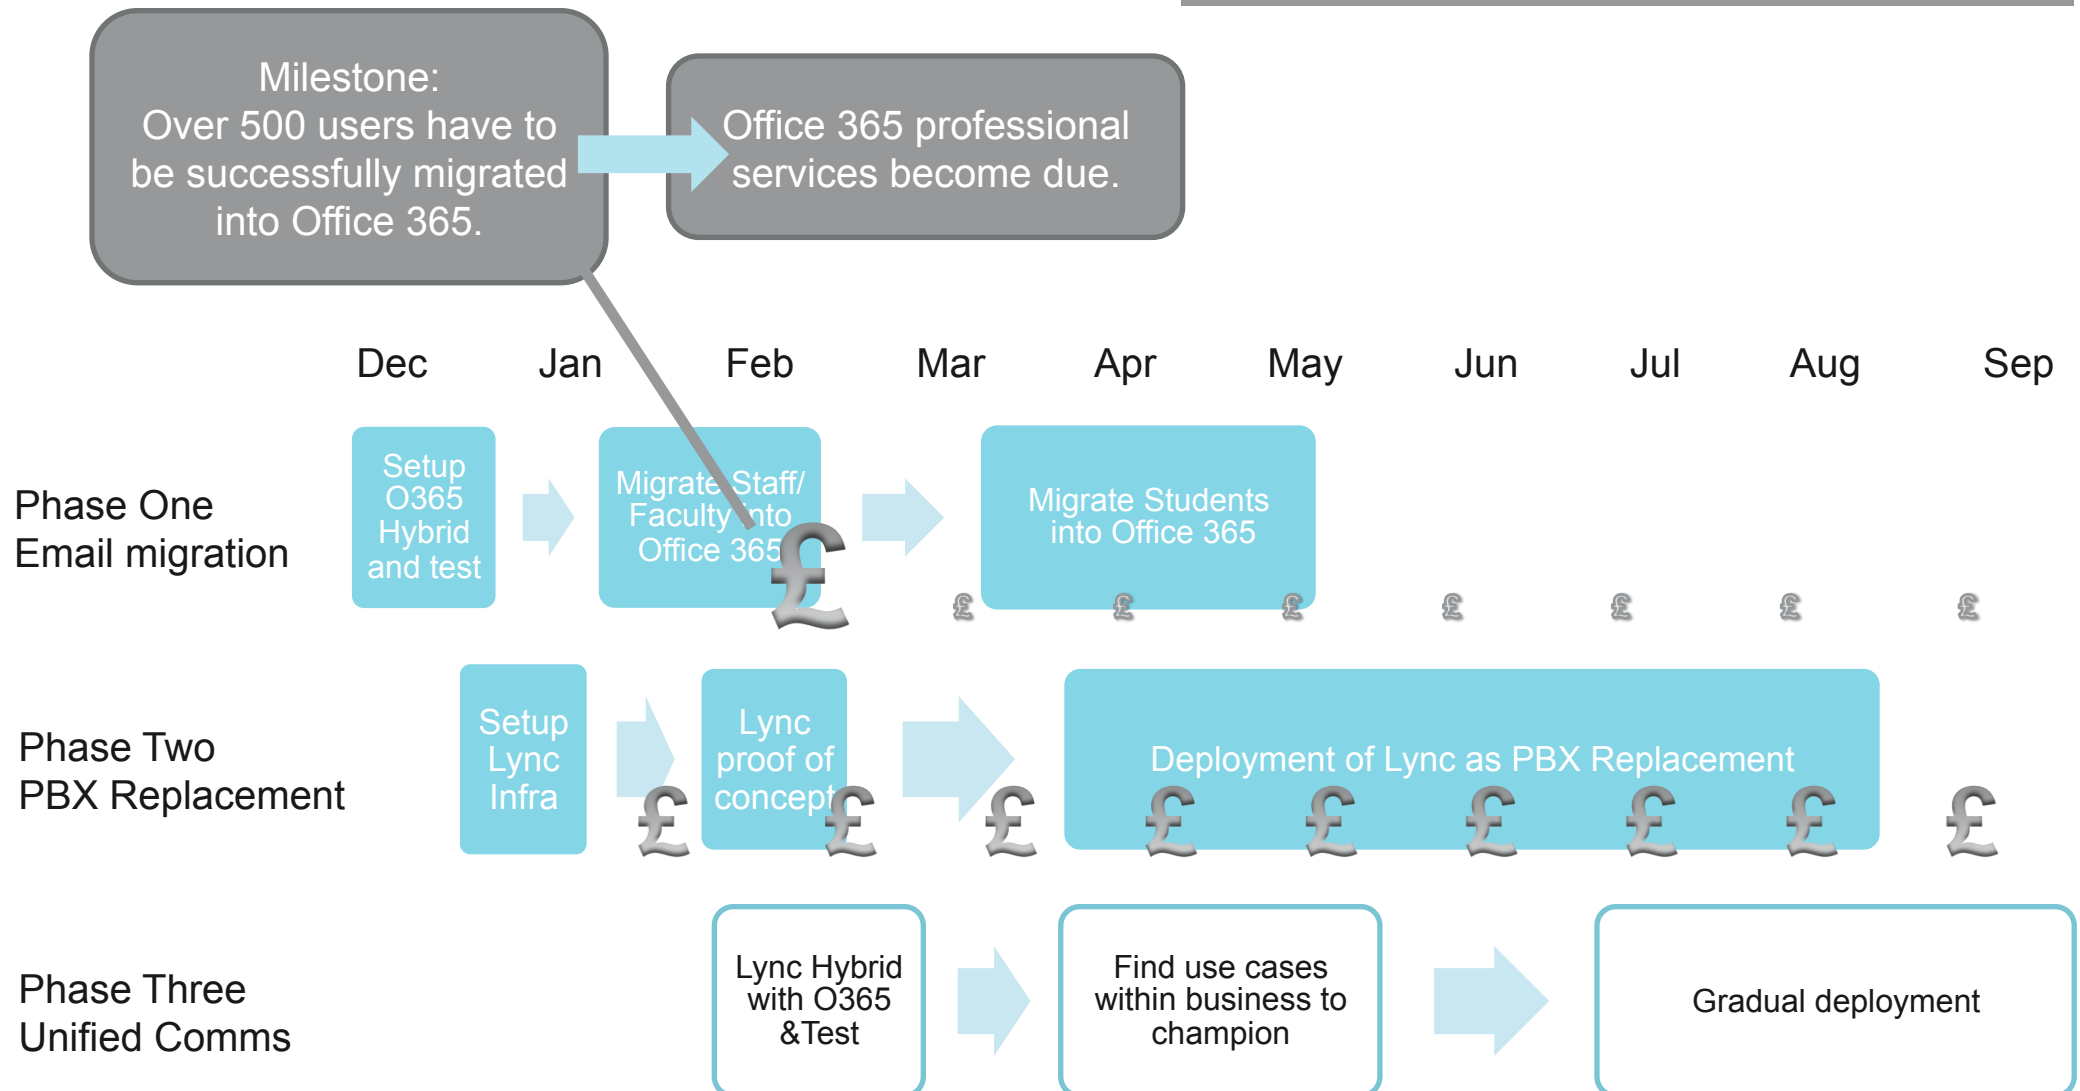 Milestone:
Over 500 users have to
be successfully migrated
into Office 365.
Office 365 professional
services become due.
Dec Jan Feb Mar Apr May Jun Jul Aug Sep
Phase One
Email migration
Setup
O365
Hybrid
and test
Migrate Staff/
Faculty into
Office 365
£
Migrate Students
into Office 365
£ £ £ £ £ £ £
Phase Two
PBX Replacement
Setup
Lync
Infra
Lync
proof of
concept
Deployment of Lync as PBX Replacement
£ £ £ £ £ £ £ £ £
Phase Three
Unified Comms
Lync Hybrid
with O365
&Test
Find use cases
within business to
champion
Gradual deployment